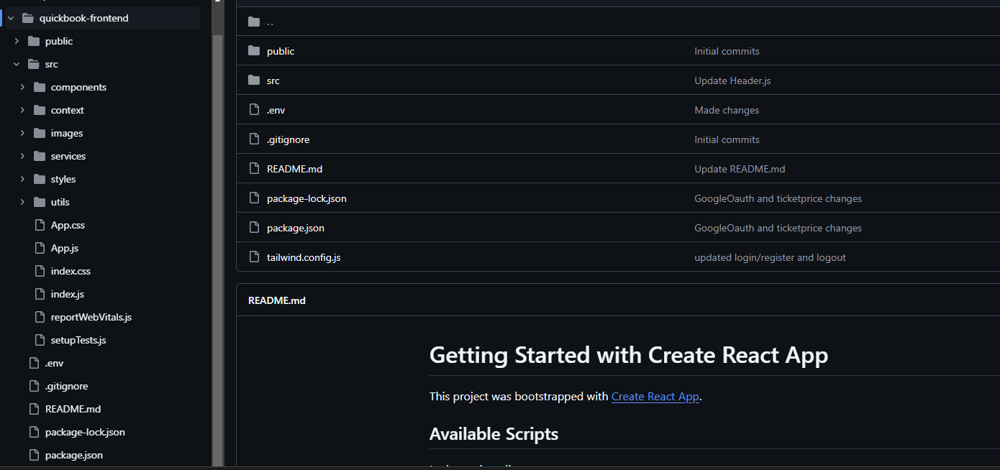 quickbook-frontend
public
src
components
context
images
services
styles
utils
App.css
App.js
index.css
index.js
reportWebVitals.js
setupTests.js
.env
.gitignore
README.md
package-lock.json
package.json
..
public Initial commits
src Update Header.js
.env Made changes
.gitignore Initial commits
README.md Update README.md
package-lock.json GoogleOauth and ticketprice changes
package.json GoogleOauth and ticketprice changes
tailwind.config.js updated login/register and logout
README.md
Getting Started with Create React App
This project was bootstrapped with Create React App.
Available Scripts